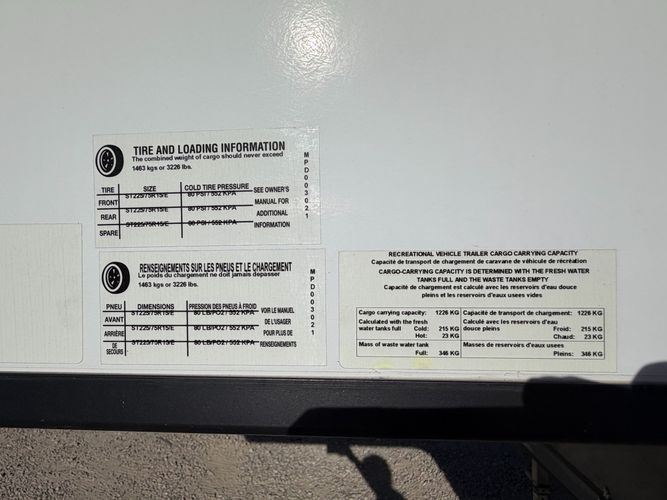 TIRE AND LOADING INFORMATION
The combined weight of cargo should never exceed
1463 kgs or 3226 lbs.
TIRE SIZE COLD TIRE PRESSURE SEE OWNER'S
FRONT ST225/75R15/E 80 PSI / 552 KPA MANUAL FOR
REAR ST225/75R15/E 80 PSI / 552 KPA ADDITIONAL
SPARE ST225/75R15/E 80 PSI / 552 KPA INFORMATION
MPD003021
RENSEIGNEMENTS SUR LES PNEUS ET LE CHARGEMENT
Le poids du chargement ne doit jamais depasser
1463 kgs or 3226 lbs.
PNEU DIMENSIONS PRESSION DES PNEUS À FROID VOIR LE MANUEL
AVANT ST225/75R15/E 80 LB/PO2 / 552 KPA DE L'USAGER
ARRIÈRE ST225/75R15/E 80 LB/PO2 / 552 KPA POUR PLUS DE
DE SECOURS ST225/75R15/E 80 LB/PO2 / 552 KPA RENSEIGNEMENTS
MPD003021
RECREATIONAL VEHICLE TRAILER CARGO CARRYING CAPACITY
Capacité de transport de chargement de caravane de véhicule de récréation
CARGO-CARRYING CAPACITY IS DETERMINED WITH THE FRESH WATER
TANKS FULL AND THE WASTE TANKS EMPTY
Capacité de chargement est calculé avec les reservoirs d'eau douce
pleins et les reservoirs d'eaux usees vides
Cargo carrying capacity: 1226 KG Capacitié de transport de chargement: 1226 KG
Calculated with the fresh Calculé avec les reservoirs d'eau
water tanks full Cold: 215 KG douce pleins Froid: 215 KG
Hot: 23 KG Chaud: 23 KG
Mass of waste water tank Masses de reservoirs d'eaux usees
Full: 346 KG Pleins: 346 KG